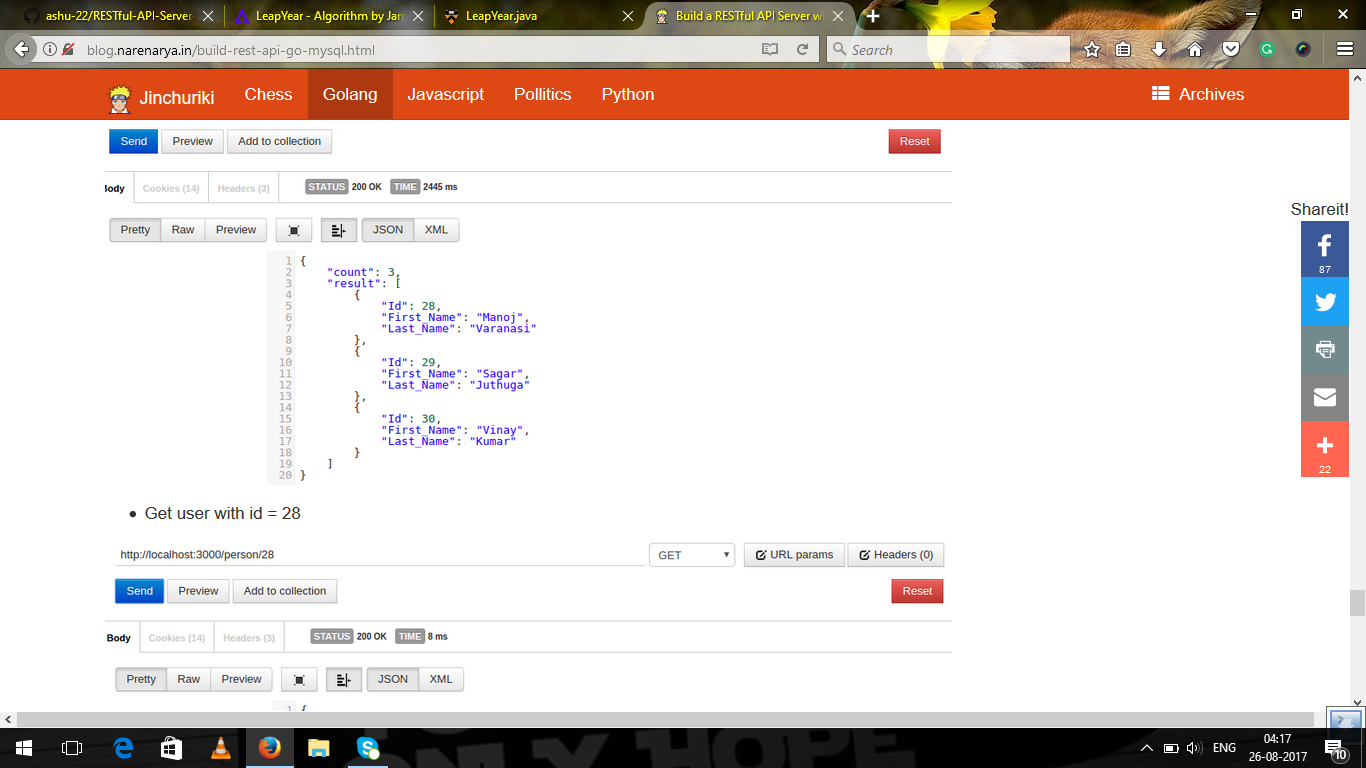 ashu-22/RESTful-API-Server
LeapYear - Algorithm by Jan
LeapYear.java
Build a RESTful API Server w
blog.narenarya.in/build-rest-api-go-mysql.html
Search
Jinchuriki
Chess
Golang
Javascript
Pollitics
Python
Archives
Send
Preview
Add to collection
Reset
Body
Cookies (14)
Headers (3)
STATUS 200 OK TIME 2445 ms
Pretty
Raw
Preview
JSON
XML
1 {
2 "count": 3,
3 "result": [
4 {
5 "Id": 28,
6 "First_Name": "Manoj",
7 "Last_Name": "Varanasi"
8 },
9 {
10 "Id": 29,
11 "First_Name": "Sagar",
12 "Last_Name": "Juthuga"
13 },
14 {
15 "Id": 30,
16 "First_Name": "Vinay",
17 "Last_Name": "Kumar"
18 }
19 ]
20 }
Shareit!
87
22
• Get user with id = 28
http://localhost:3000/person/28
GET
URL params
Headers (0)
Send
Preview
Add to collection
Reset
Body
Cookies (14)
Headers (3)
STATUS 200 OK TIME 8 ms
Pretty
Raw
Preview
JSON
XML
1 {
ONLY HOPE
ENG
04:17
26-08-2017
10